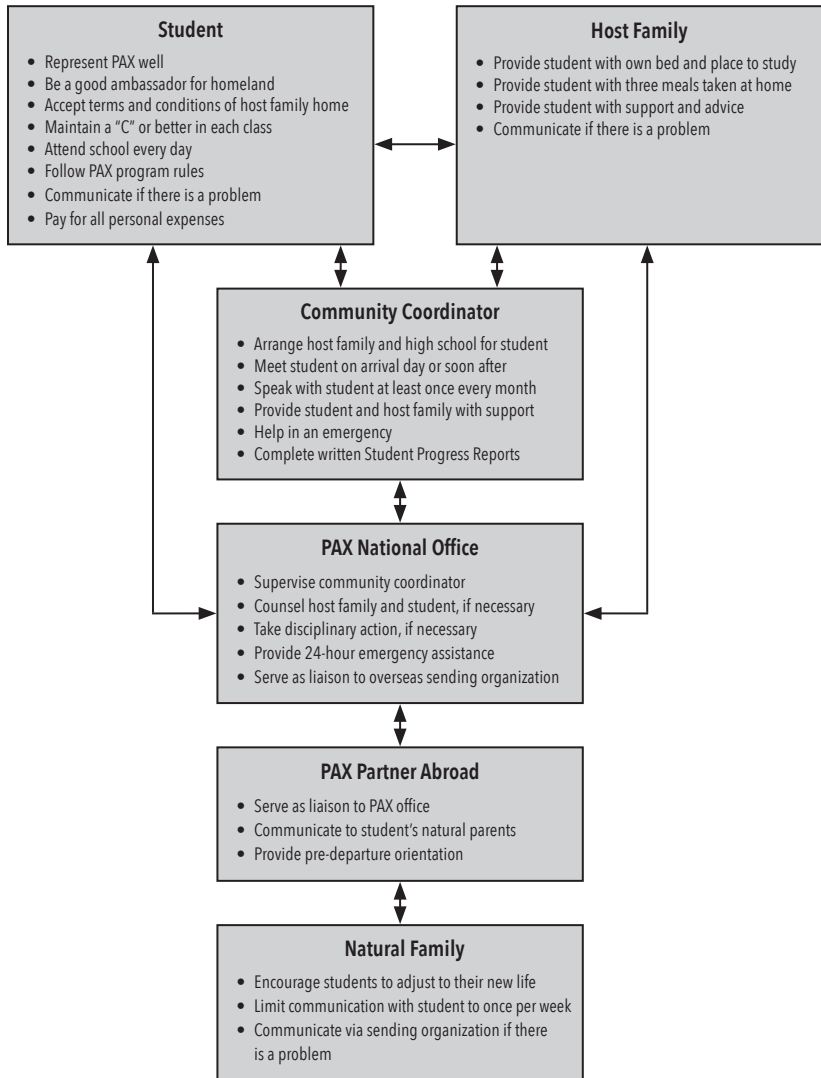 Student
• Represent PAX well
• Be a good ambassador for homeland
• Accept terms and conditions of host family home
• Maintain a “C” or better in each class
• Attend school every day
• Follow PAX program rules
• Communicate if there is a problem
• Pay for all personal expenses
Host Family
• Provide student with own bed and place to study
• Provide student with three meals taken at home
• Provide student with support and advice
• Communicate if there is a problem
Community Coordinator
• Arrange host family and high school for student
• Meet student on arrival day or soon after
• Speak with student at least once every month
• Provide student and host family with support
• Help in an emergency
• Complete written Student Progress Reports
PAX National Office
• Supervise community coordinator
• Counsel host family and student, if necessary
• Take disciplinary action, if necessary
• Provide 24-hour emergency assistance
• Serve as liaison to overseas sending organization
PAX Partner Abroad
• Serve as liaison to PAX office
• Communicate to student’s natural parents
• Provide pre-departure orientation
Natural Family
• Encourage students to adjust to their new life
• Limit communication with student to once per week
• Communicate via sending organization if there
is a problem